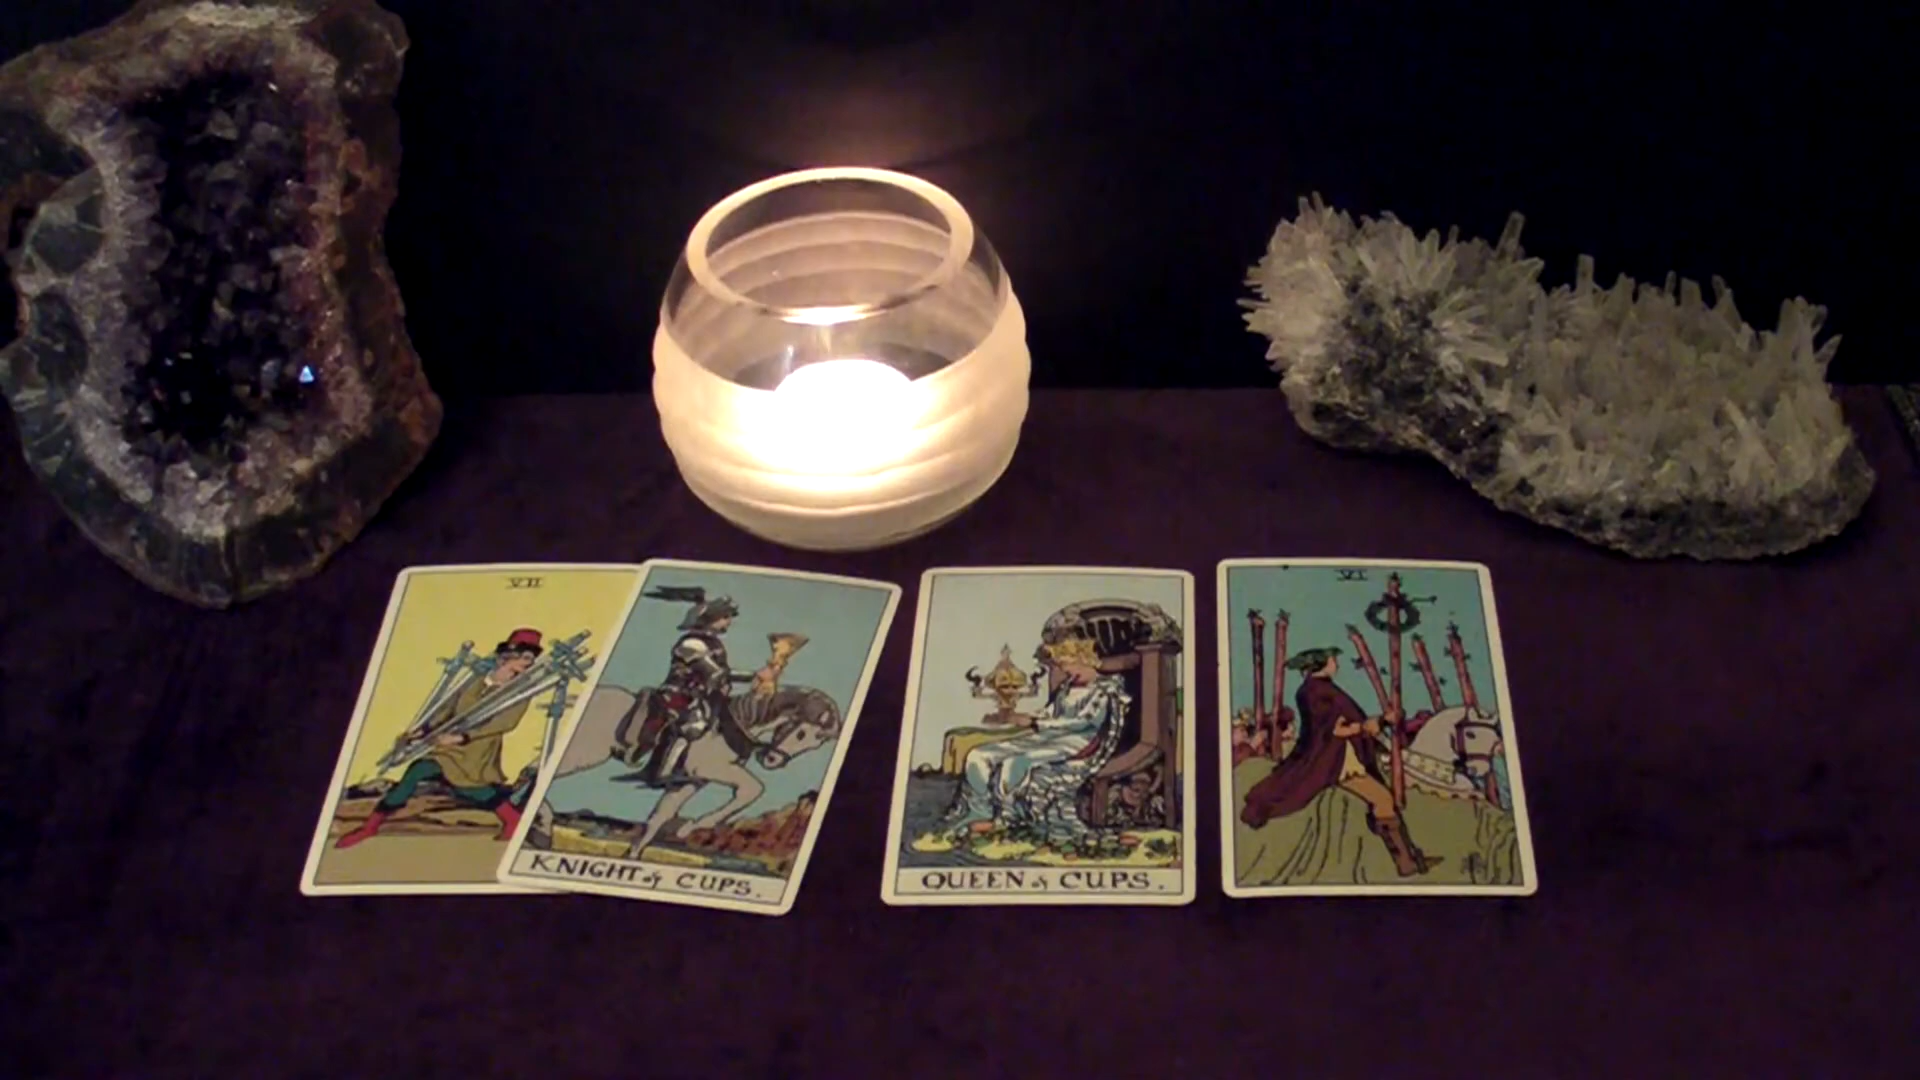 VII
KNIGHT of CUPS.
QUEEN of CUPS.
VI